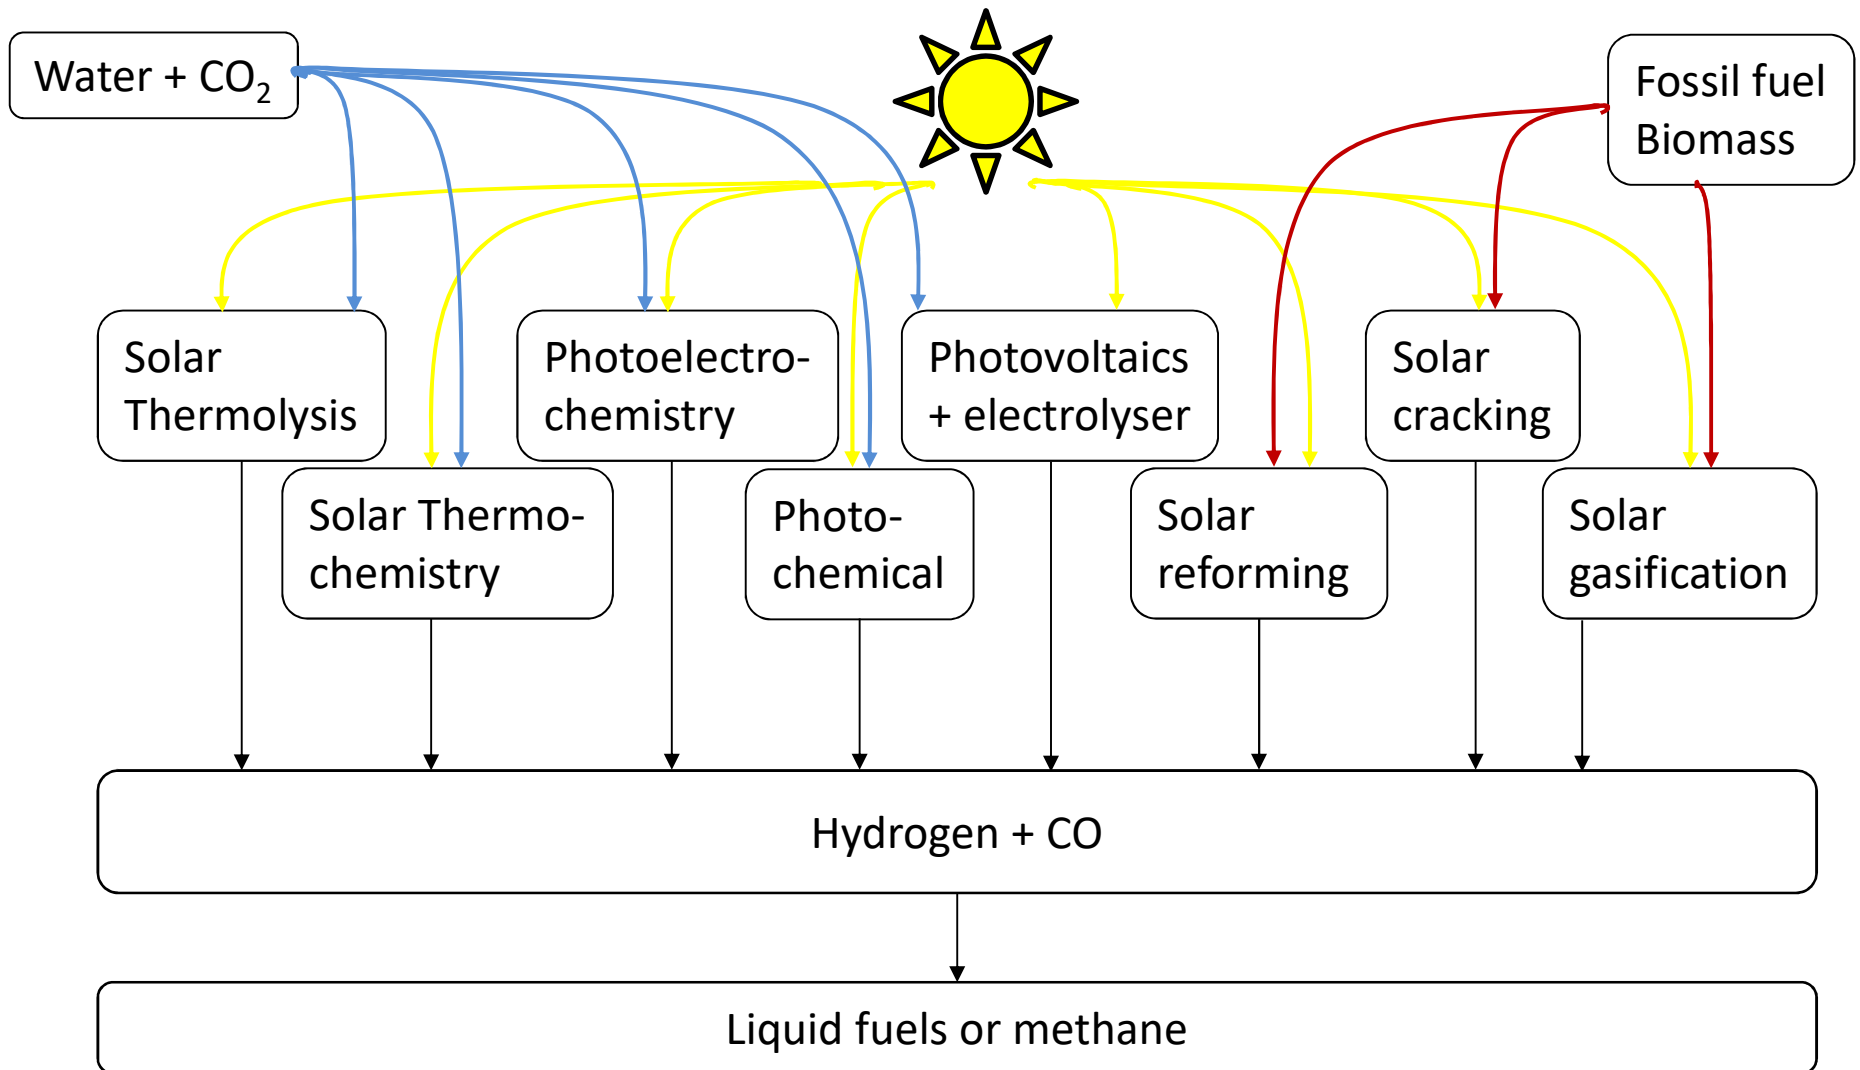 Water + CO₂
Fossil fuel
Biomass
Solar
Thermolysis
Photoelectro-
chemistry
Photovoltaics
+ electrolyser
Solar
cracking
Solar Thermo-
chemistry
Photo-
chemical
Solar
reforming
Solar
gasification
Hydrogen + CO
Liquid fuels or methane